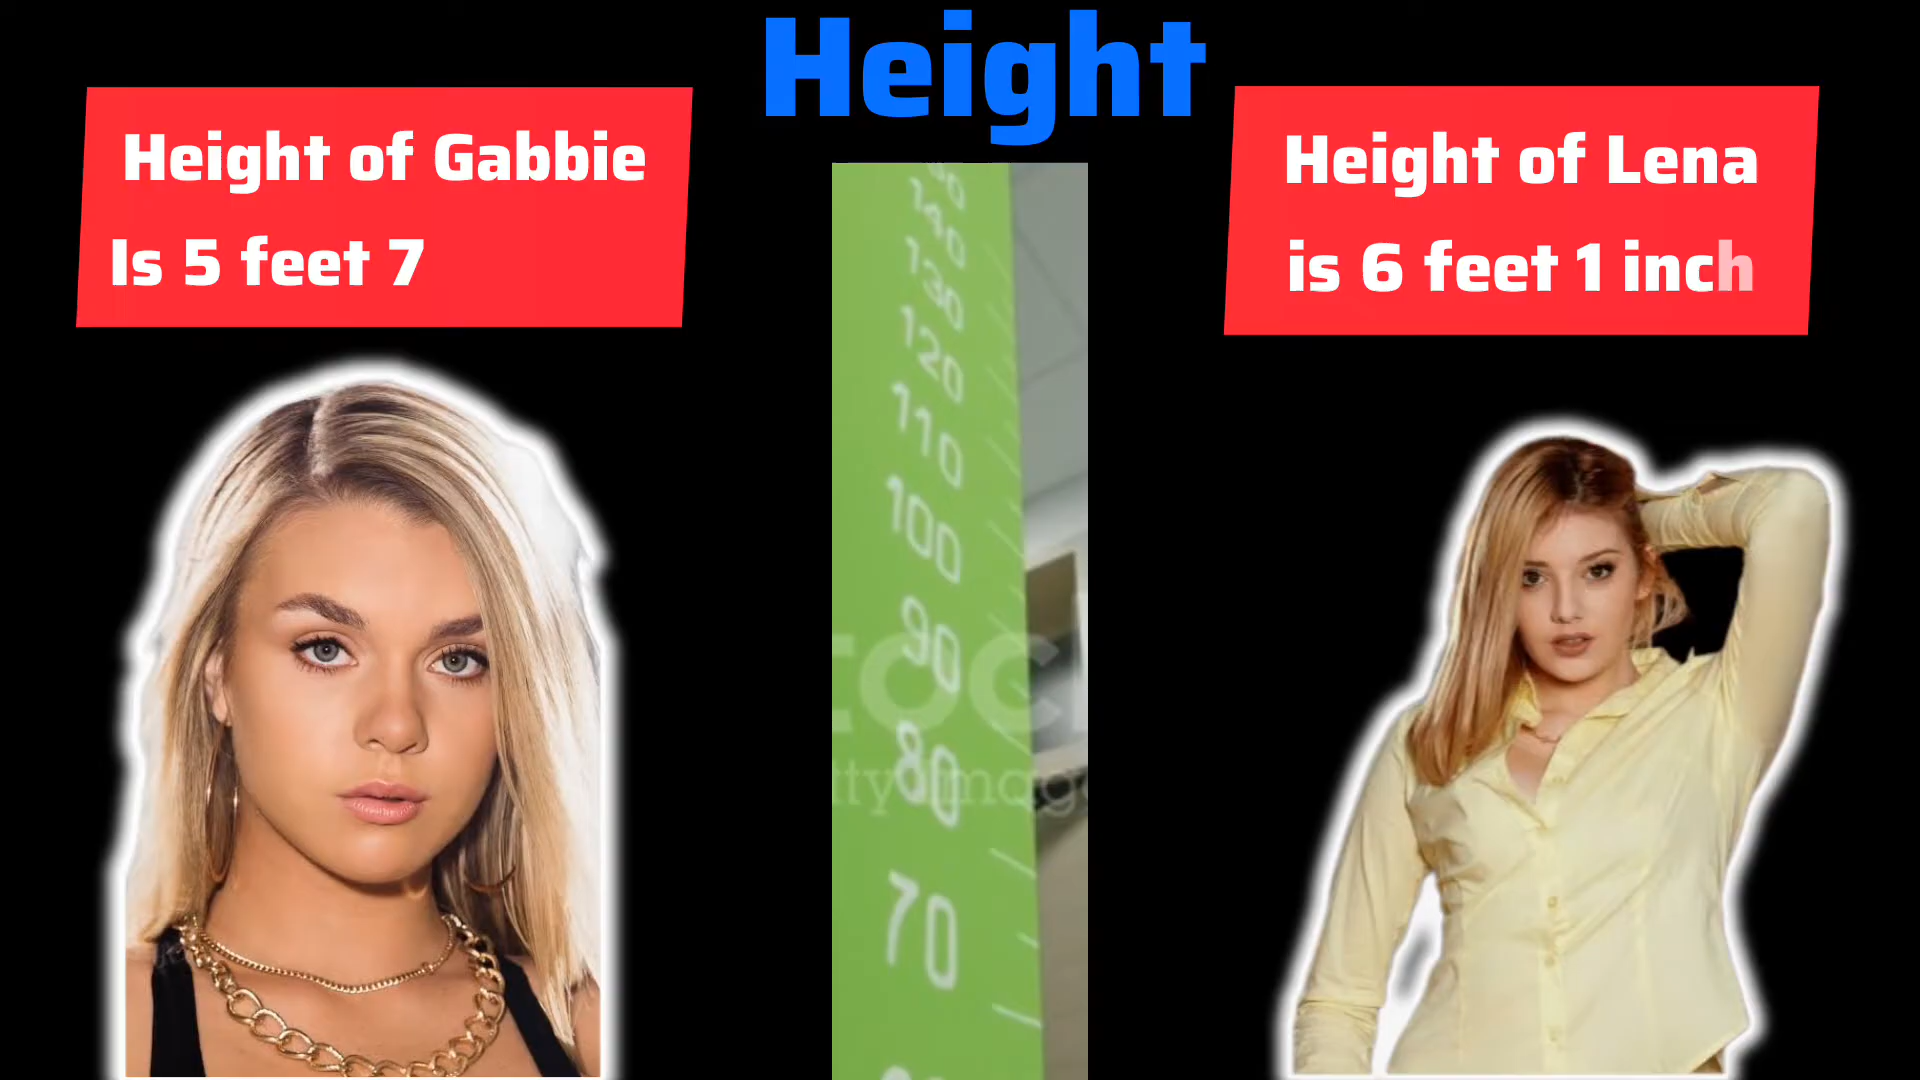 Height
Height of Gabbie
Is 5 feet 7
Height of Lena
is 6 feet 1 inch
140
130
120
110
100
90
80
70